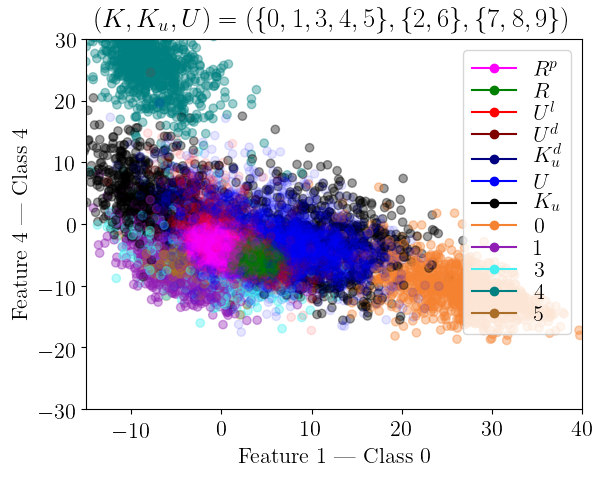 (K, K_u, U) = ({0, 1, 3, 4, 5}, {2, 6}, {7, 8, 9})
30
20
10
0
−10
−20
−30
Feature 4 — Class 4
R^p
R
U^l
U^d
K_u^d
U
K_u
0
1
3
4
5
−10
0
10
20
30
40
Feature 1 — Class 0